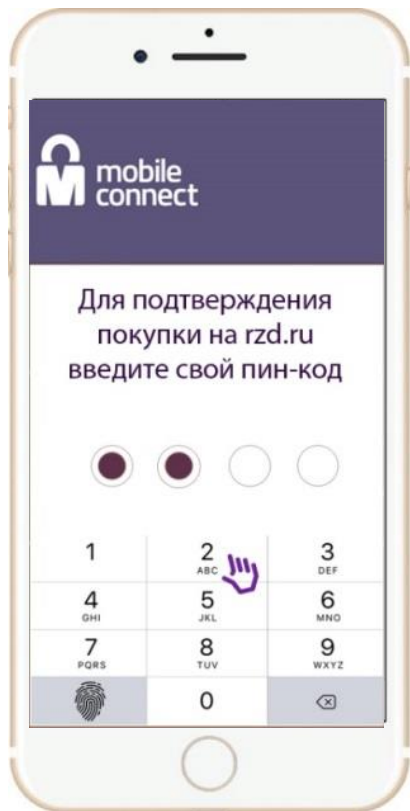 mobile
connect
Для подтверждения
покупки на rzd.ru
введите свой пин-код
1 2 3
ABC DEF
4 5 6
GHI JKL MNO
7 8 9
PQRS TUV WXYZ
0